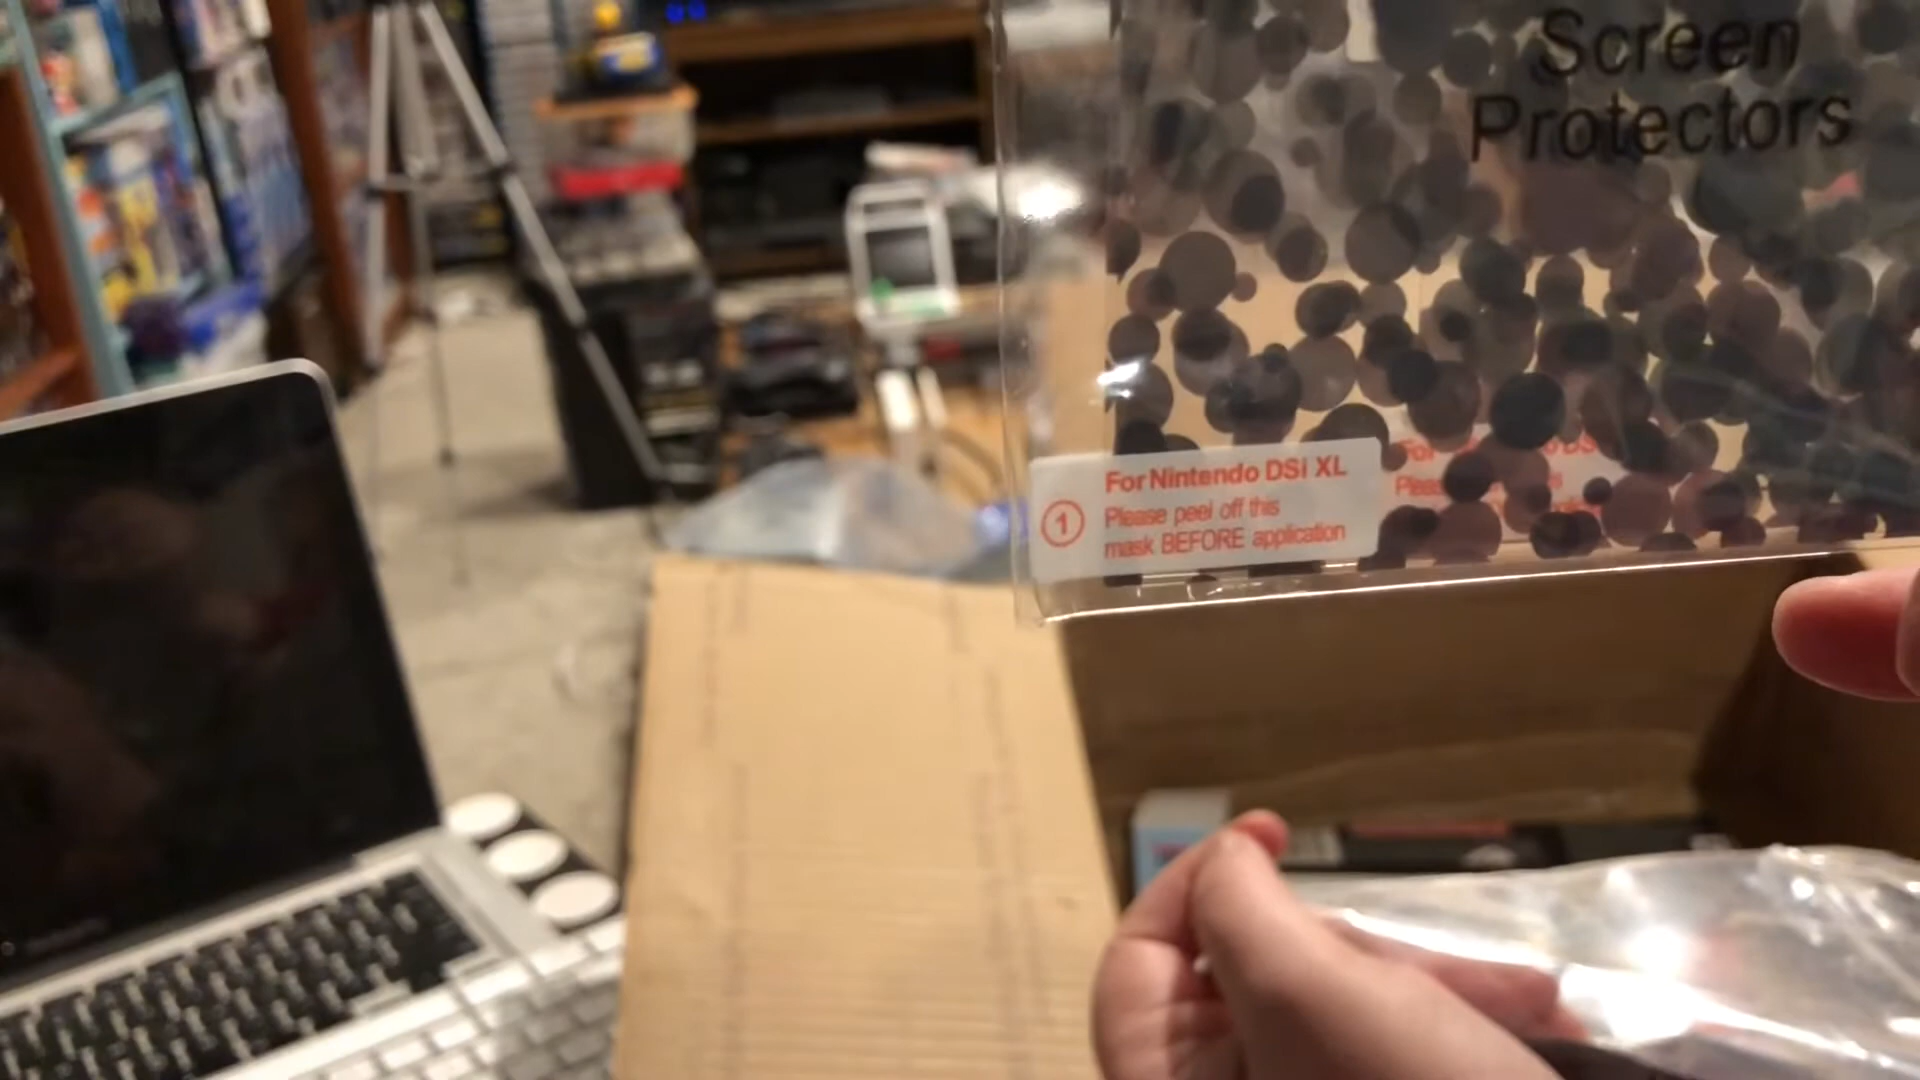 Screen
Protectors
For Nintendo DSi XL
1
Please peel off this
mask BEFORE application